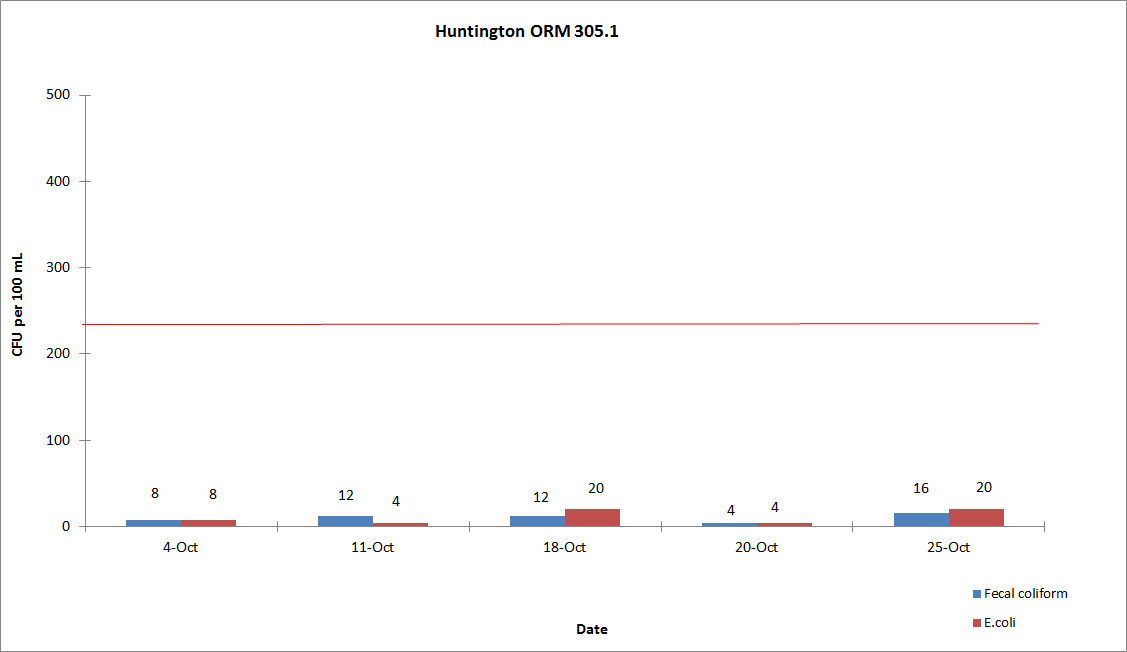 Huntington ORM 305.1
500
400
300
200
100
0
CFU per 100 mL
8 8 12 4 12 20 4 4 16 20
4-Oct 11-Oct 18-Oct 20-Oct 25-Oct
Fecal coliform
E.coli
Date